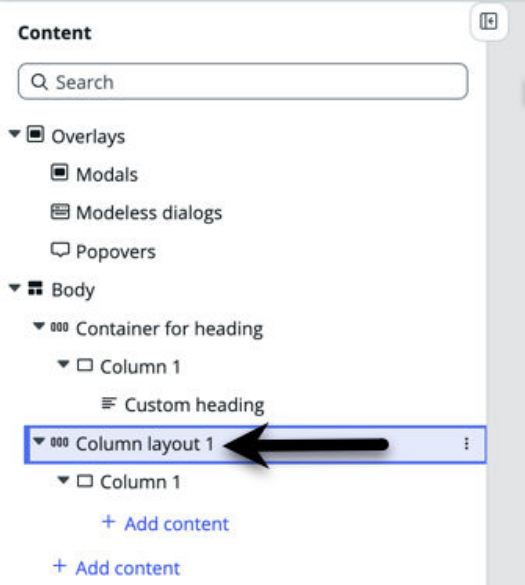 Content
Search
Overlays
Modals
Modeless dialogs
Popovers
Body
Container for heading
Column 1
Custom heading
Column layout 1
Column 1
+ Add content
+ Add content